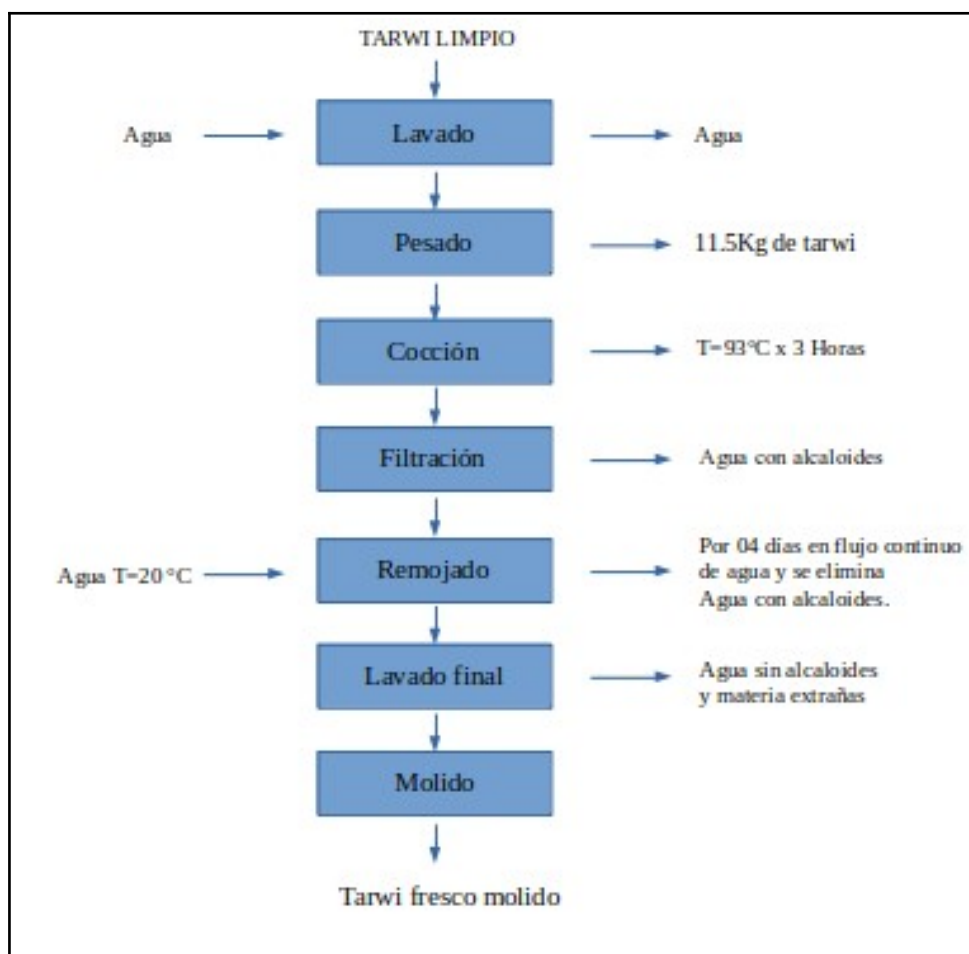 TARWI LIMPIO
Agua
Lavado
Agua
Pesado
11.5Kg de tarwi
Cocción
T=93°C x 3 Horas
Filtración
Agua con alcaloides
Agua T=20 °C
Remojado
Por 04 días en flujo continuo
de agua y se elimina
Agua con alcaloides.
Lavado final
Agua sin alcaloides
y materia extrañas
Molido
Tarwi fresco molido